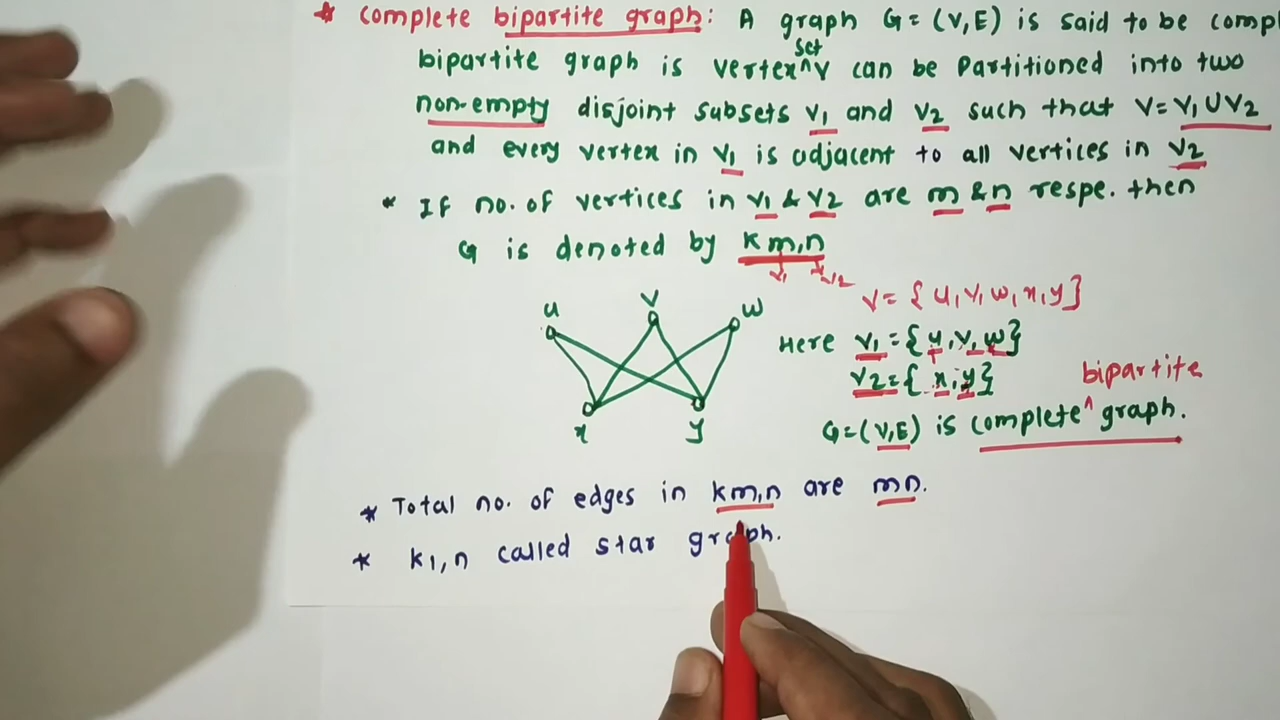 * Complete bipartite graph: A graph G = (V,E) is said to be compl
set
bipartite graph is vertex ^ V can be partitioned into two
non-empty disjoint subsets V1 and V2 such that V = V1 U V2
and every vertex in V1 is adjacent to all vertices in V2
* If no. of vertices in V1 & V2 are m & n respe. then
G is denoted by Km,n
V1 V2
V = {u, v, w, x, y}
u v w
Here V1 = {u, v, w}
V2 = {x, y}
bipartite
G = (V,E) is complete ^ graph.
x y
* Total no. of edges in Km,n are mn.
* K1,n called star graph.